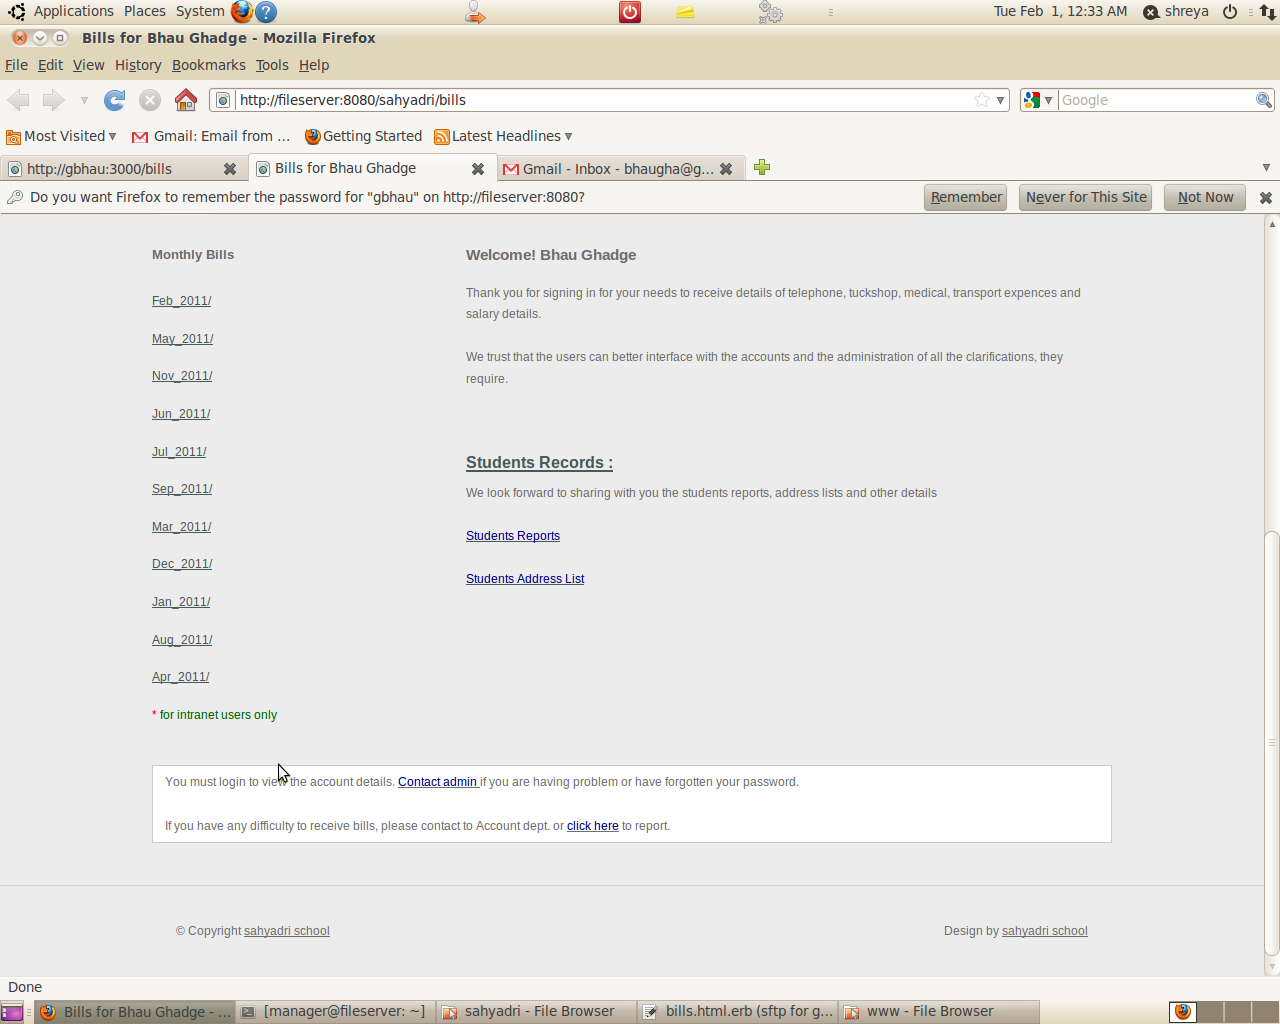 Applications Places System Tue Feb 1, 12:33 AM shreya
Bills for Bhau Ghadge - Mozilla Firefox
File Edit View History Bookmarks Tools Help
http://fileserver:8080/sahyadri/bills Google
Most Visited Gmail: Email from ... Getting Started Latest Headlines
http://gbhau:3000/bills Bills for Bhau Ghadge Gmail - Inbox - bhaugha@g...
Do you want Firefox to remember the password for "gbhau" on http://fileserver:8080? Remember Never for This Site Not Now
Monthly Bills
Feb_2011/
May_2011/
Nov_2011/
Jun_2011/
Jul_2011/
Sep_2011/
Mar_2011/
Dec_2011/
Jan_2011/
Aug_2011/
Apr_2011/
* for intranet users only
Welcome! Bhau Ghadge
Thank you for signing in for your needs to receive details of telephone, tuckshop, medical, transport expences and
salary details.
We trust that the users can better interface with the accounts and the administration of all the clarifications, they
require.
Students Records :
We look forward to sharing with you the students reports, address lists and other details
Students Reports
Students Address List
You must login to view the account details. Contact admin if you are having problem or have forgotten your password.
If you have any difficulty to receive bills, please contact to Account dept. or click here to report.
© Copyright sahyadri school Design by sahyadri school
Done
Bills for Bhau Ghadge - ... [manager@fileserver: ~] sahyadri - File Browser bills.html.erb (sftp for g... www - File Browser